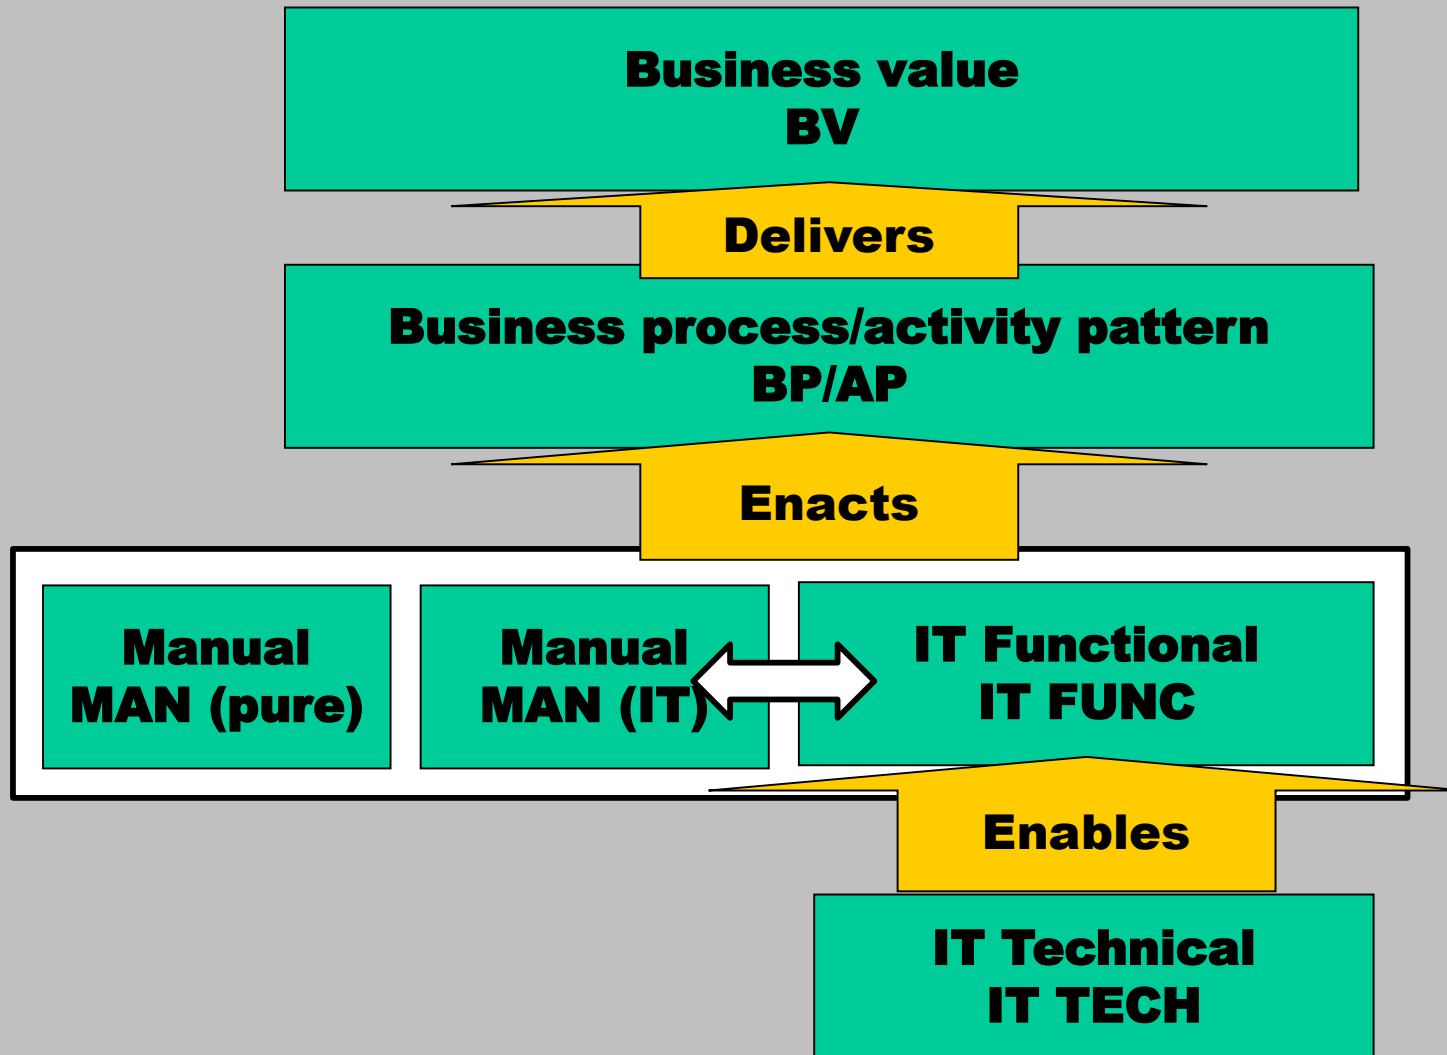 Business value
BV
Delivers
Business process/activity pattern
BP/AP
Enacts
Manual
MAN (pure)
Manual
MAN (IT)
IT Functional
IT FUNC
Enables
IT Technical
IT TECH